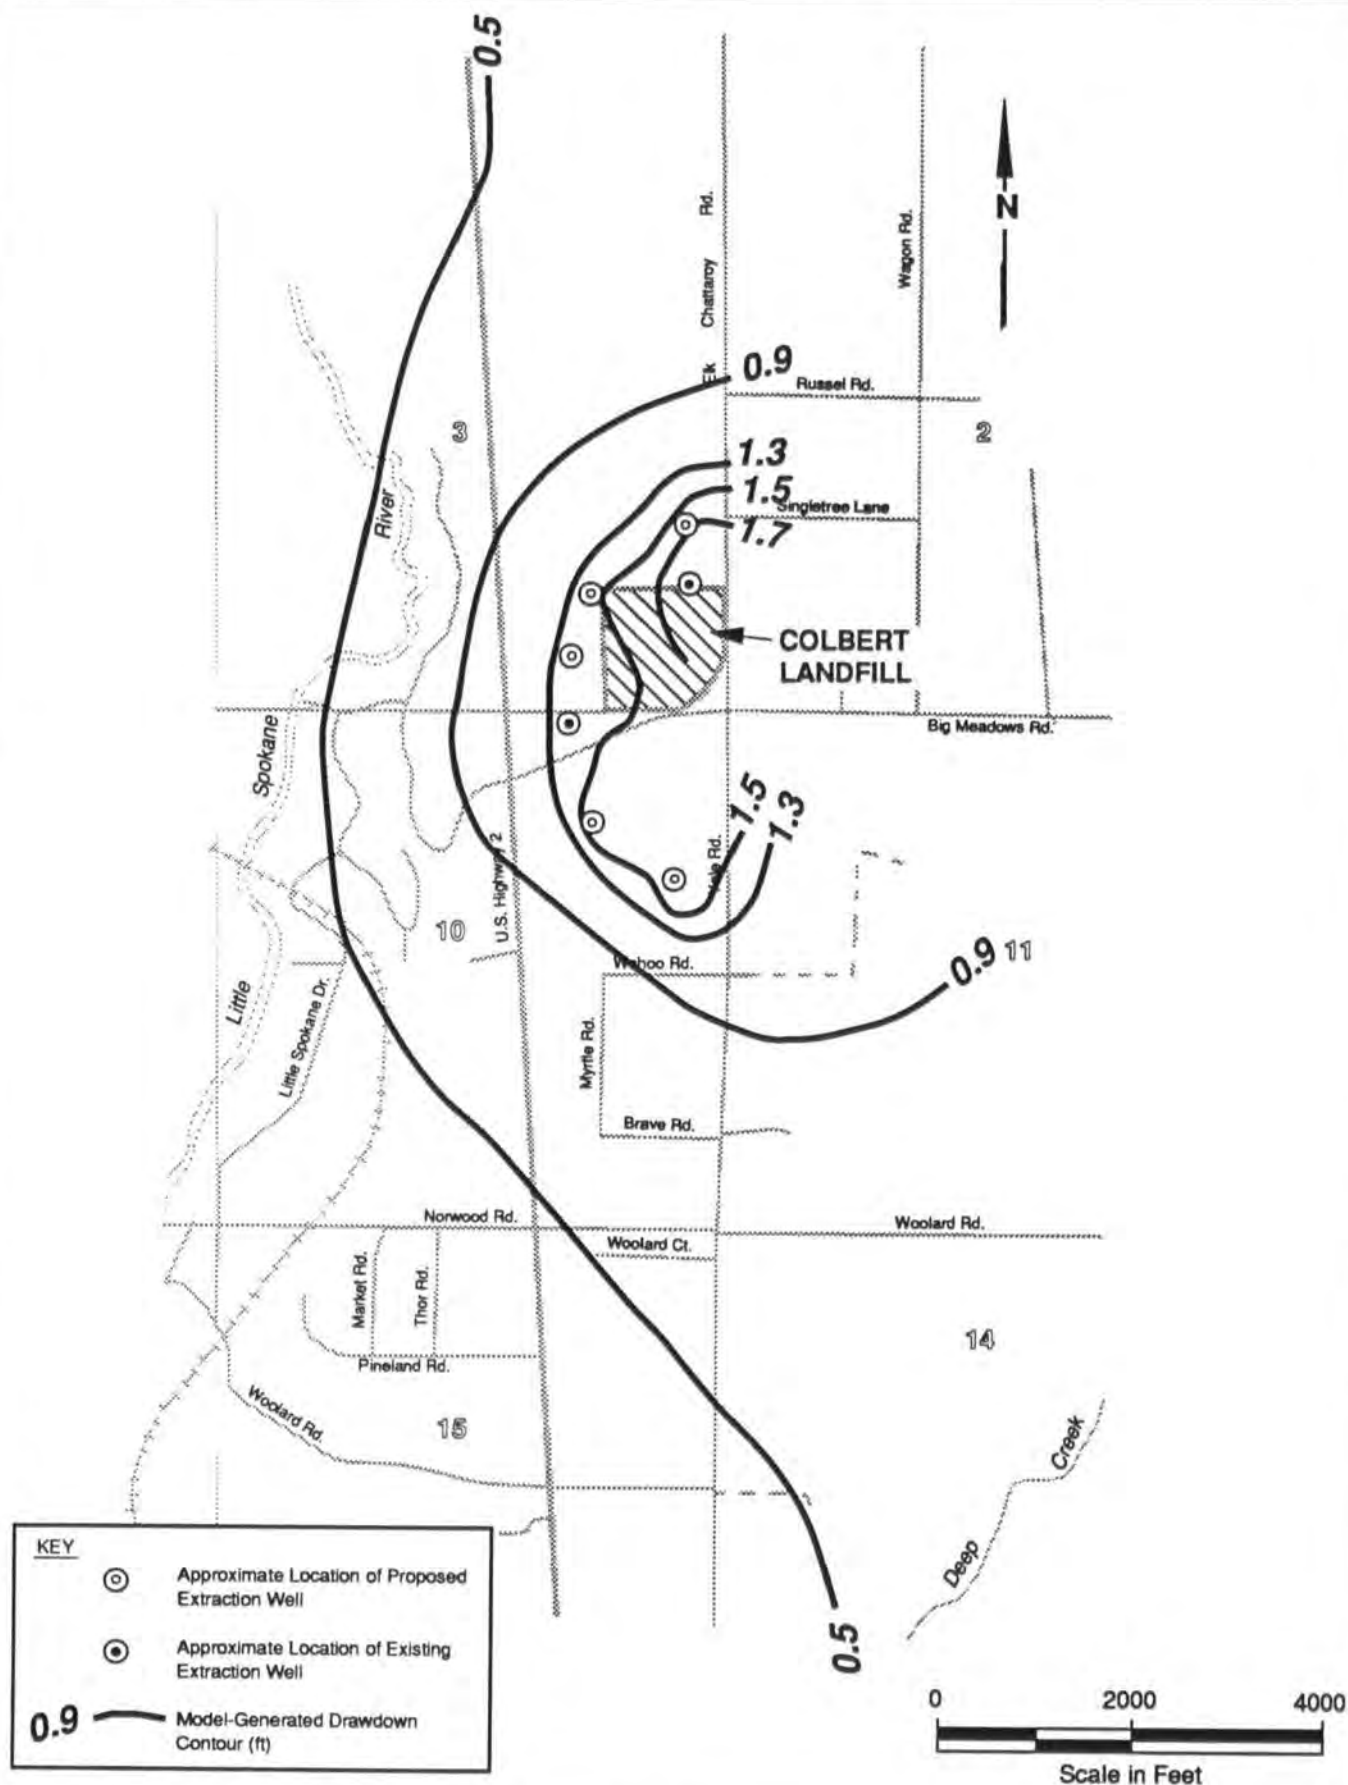 0.5
Elk Chattaroy Rd.
Wagon Rd.
N
0.9
Russel Rd.
3
2
1.3
1.5
Singletree Lane
1.7
River
COLBERT
LANDFILL
Big Meadows Rd.
Spokane
1.5
1.3
U.S. Highway 2
Yale Rd.
10
0.9
11
Wahoo Rd.
Little
Little Spokane Dr.
Myrtle Rd.
Brave Rd.
Norwood Rd.
Woolard Rd.
Woolard Ct.
Market Rd.
Thor Rd.
14
Pineland Rd.
Woolard Rd.
15
Deep Creek
0.5
KEY
Approximate Location of Proposed
Extraction Well
Approximate Location of Existing
Extraction Well
0.9
Model-Generated Drawdown
Contour (ft)
0 2000 4000
Scale in Feet